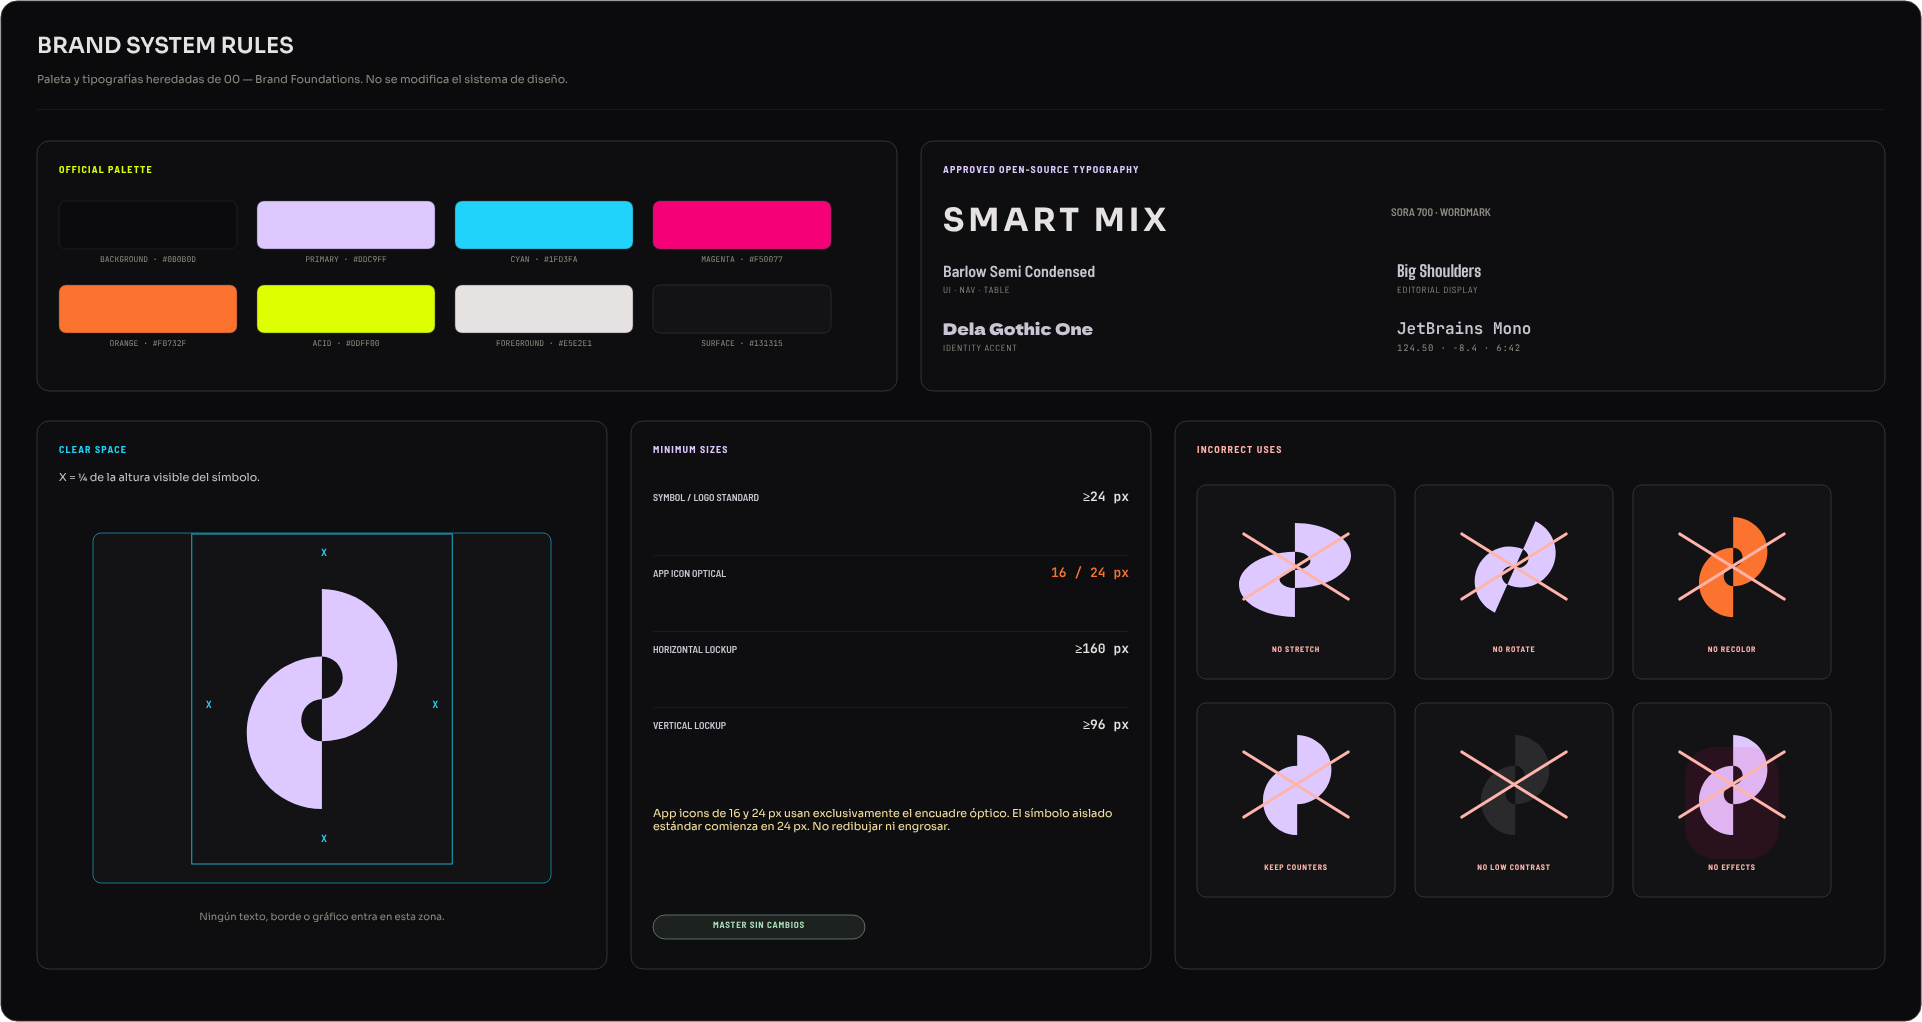 BRAND SYSTEM RULES
Paleta y tipografías heredadas de 00 — Brand Foundations. No se modifica el sistema de diseño.
OFFICIAL PALETTE
BACKGROUND · #0B0B0D
PRIMARY · #DDC9FF
CYAN · #1FD3FA
MAGENTA · #F50077
ORANGE · #FB732F
ACID · #DDFF00
FOREGROUND · #E5E2E1
SURFACE · #131315
APPROVED OPEN-SOURCE TYPOGRAPHY
SMART MIX
SORA 700 · WORDMARK
Barlow Semi Condensed
UI · NAV · TABLE
Big Shoulders
EDITORIAL DISPLAY
Dela Gothic One
IDENTITY ACCENT
JetBrains Mono
124.50 · -8.4 · 6:42
CLEAR SPACE
X = ¼ de la altura visible del símbolo.
X
X
X
X
Ningún texto, borde o gráfico entra en esta zona.
MINIMUM SIZES
SYMBOL / LOGO STANDARD
≥24 px
APP ICON OPTICAL
16 / 24 px
HORIZONTAL LOCKUP
≥160 px
VERTICAL LOCKUP
≥96 px
App icons de 16 y 24 px usan exclusivamente el encuadre óptico. El símbolo aislado
estándar comienza en 24 px. No redibujar ni engrosar.
MASTER SIN CAMBIOS
INCORRECT USES
NO STRETCH
NO ROTATE
NO RECOLOR
KEEP COUNTERS
NO LOW CONTRAST
NO EFFECTS